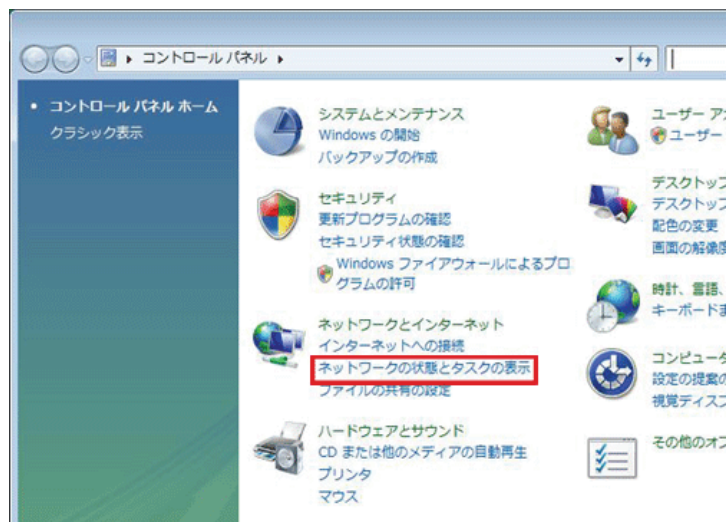 コントロール パネル
コントロール パネル ホーム
クラシック表示
システムとメンテナンス
Windows の開始
バックアップの作成
セキュリティ
更新プログラムの確認
セキュリティ状態の確認
Windows ファイアウォールによるプロ
グラムの許可
ネットワークとインターネット
インターネットへの接続
ネットワークの状態とタスクの表示
ファイルの共有の設定
ハードウェアとサウンド
CD または他のメディアの自動再生
プリンタ
マウス
ユーザー ア
ユーザー
デスクトップ
デスクトップ
配色の変更
画面の解像度
時計、言語、
キーボードま
コンピュータ
設定の提案の
視覚ディスプ
その他のオプ